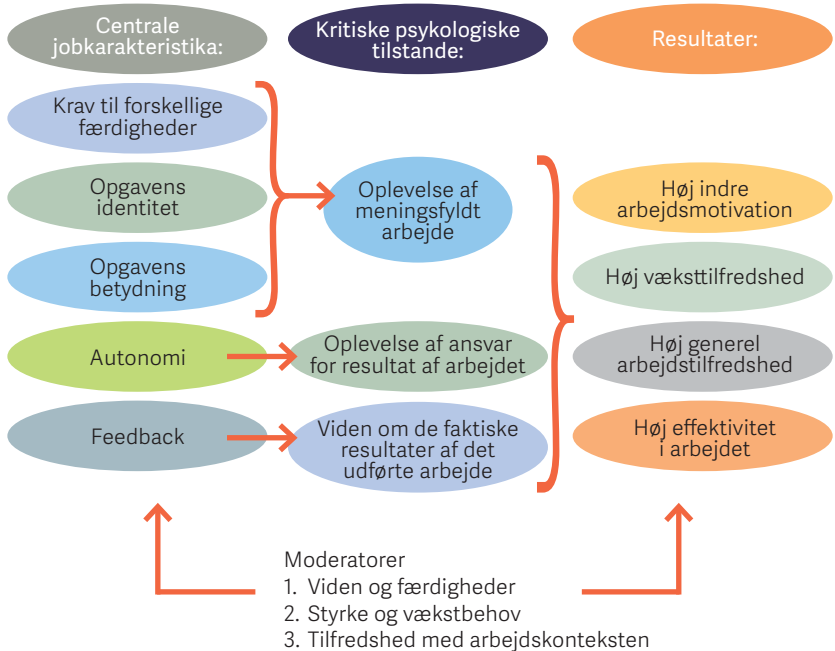 Centrale
jobkarakteristika:
Kritiske psykologiske
tilstande:
Resultater:
Krav til forskellige
færdigheder
Opgavens
identitet
Opgavens
betydning
Autonomi
Feedback
Oplevelse af
meningsfyldt
arbejde
Oplevelse af ansvar
for resultat af arbejdet
Viden om de faktiske
resultater af det
udførte arbejde
Høj indre
arbejdsmotivation
Høj væksttilfredshed
Høj generel
arbejdstilfredshed
Høj effektivitet
i arbejdet
Moderatorer
1. Viden og færdigheder
2. Styrke og vækstbehov
3. Tilfredshed med arbejdskonteksten